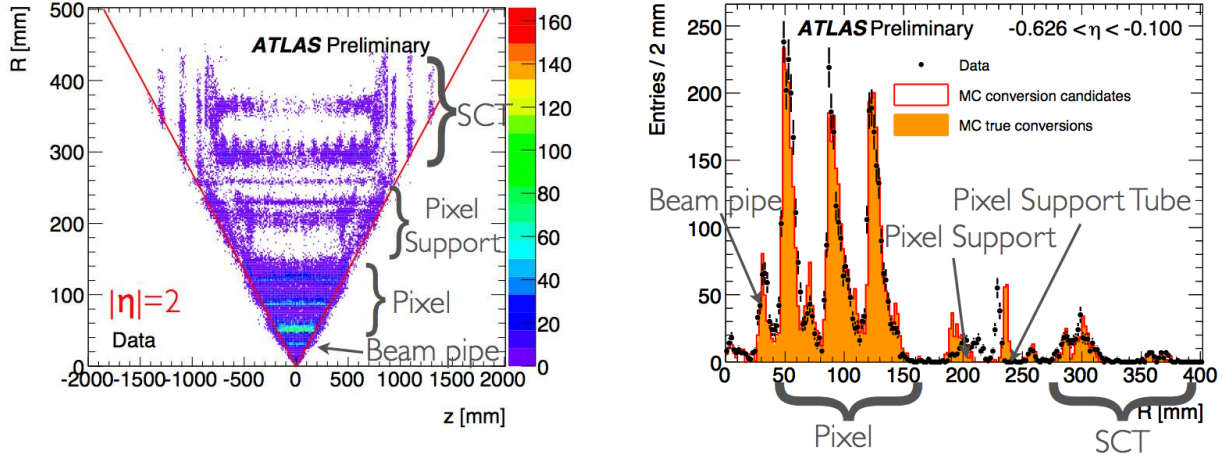 R [mm]
500
400
300
200
100
0
ATLAS Preliminary
SCT
Pixel
Support
Pixel
Beam pipe
|η|=2
Data
-2000
-1500
-1000
-500
0
500
1000
1500
2000
z [mm]
160
140
120
100
80
60
40
20
0
Entries / 2 mm
250
200
150
100
50
0
ATLAS Preliminary
-0.626 < η < -0.100
Data
MC conversion candidates
MC true conversions
Beam pipe
Pixel Support Tube
Pixel Support
0
50
100
150
200
250
300
350
400
R [mm]
Pixel
SCT